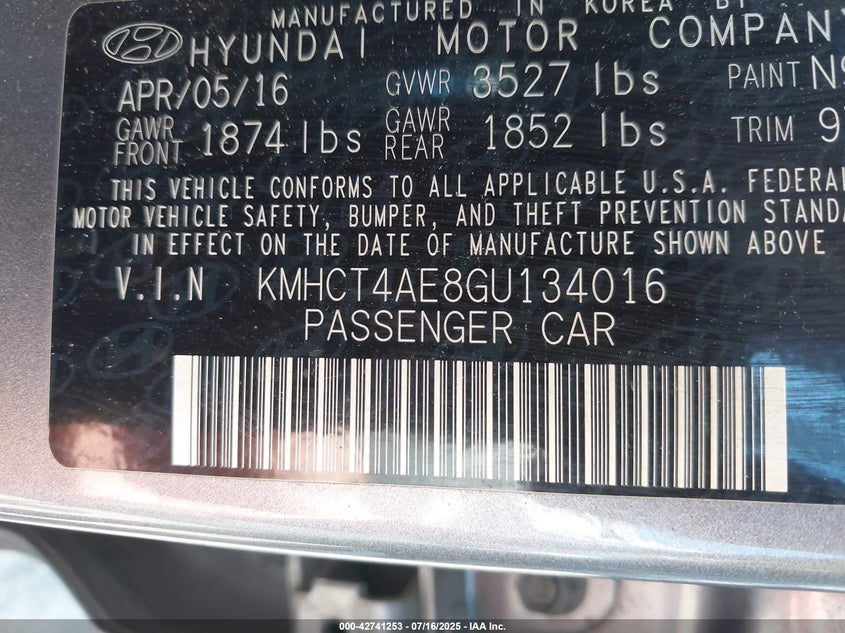 MANUFACTURED IN KOREA BY
HYUNDAI MOTOR COMPANY
APR/05/16 GVWR 3527 lbs PAINT
GAWR FRONT 1874 lbs GAWR REAR 1852 lbs TRIM
THIS VEHICLE CONFORMS TO ALL APPLICABLE U.S.A. FEDERAL
MOTOR VEHICLE SAFETY, BUMPER, AND THEFT PREVENTION STANDA
IN EFFECT ON THE DATE OF MANUFACTURE SHOWN ABOVE
V.I.N KMHCT4AE8GU134016
PASSENGER CAR
000-42741253 - 07/16/2025 - IAA Inc.